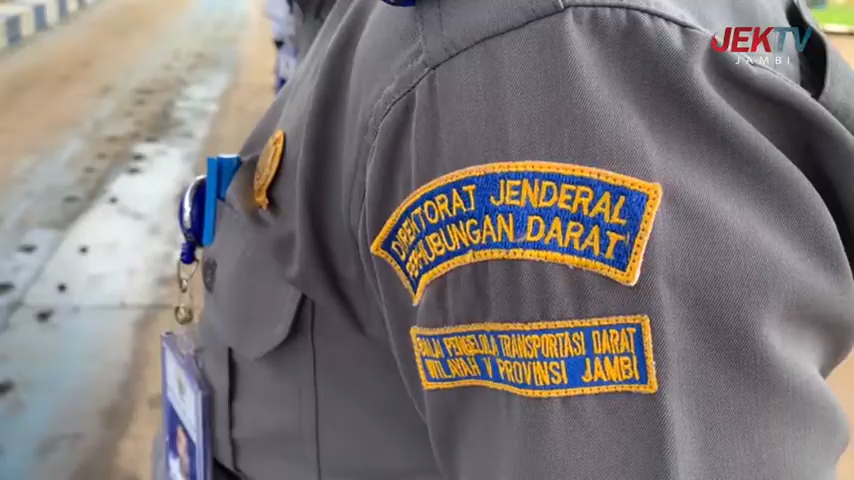 JEKTV
JAMBI
DIREKTORAT JENDERAL
PERHUBUNGAN DARAT
BALAI PENGELOLA TRANSPORTASI DARAT
WILAYAH V PROVINSI JAMBI